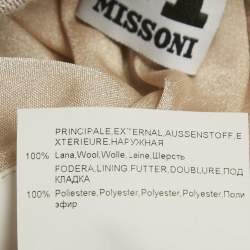 MISSONI
PRINCIPALE,EXTERNAL,AUSSENSTOFF,E
XTERIEURE,НАРУЖНАЯ
100% Lana,Wool,Wolle,Laine,Шерсть
FODERA,LINING,FUTTER,DOUBLURE,ПОД
КЛАДКА
100% Poliestere,Polyester,Polyester,Polyester,Поли
эфир